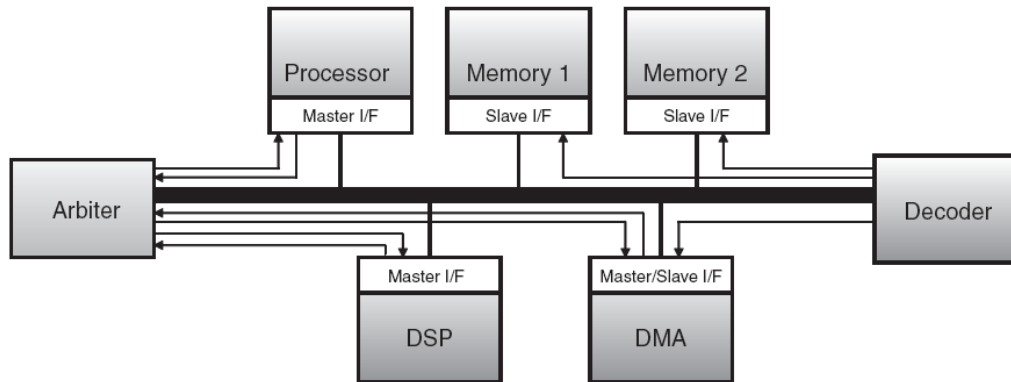 Processor
Memory 1
Memory 2
Master I/F
Slave I/F
Slave I/F
Arbiter
Decoder
Master I/F
Master/Slave I/F
DSP
DMA